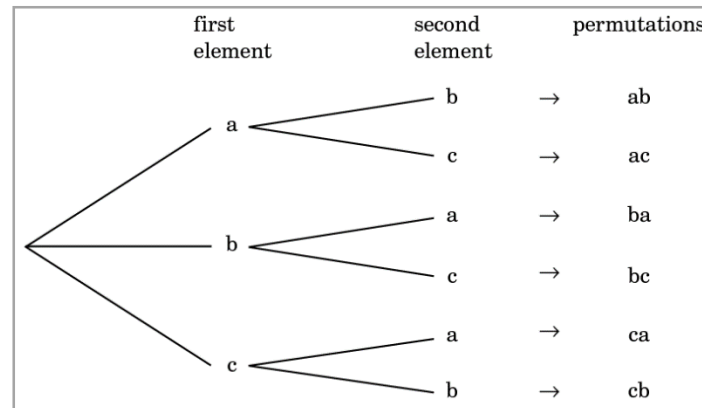 first second permutations
element element
b → ab
a
c → ac
a → ba
b
c → bc
a → ca
c
b → cb